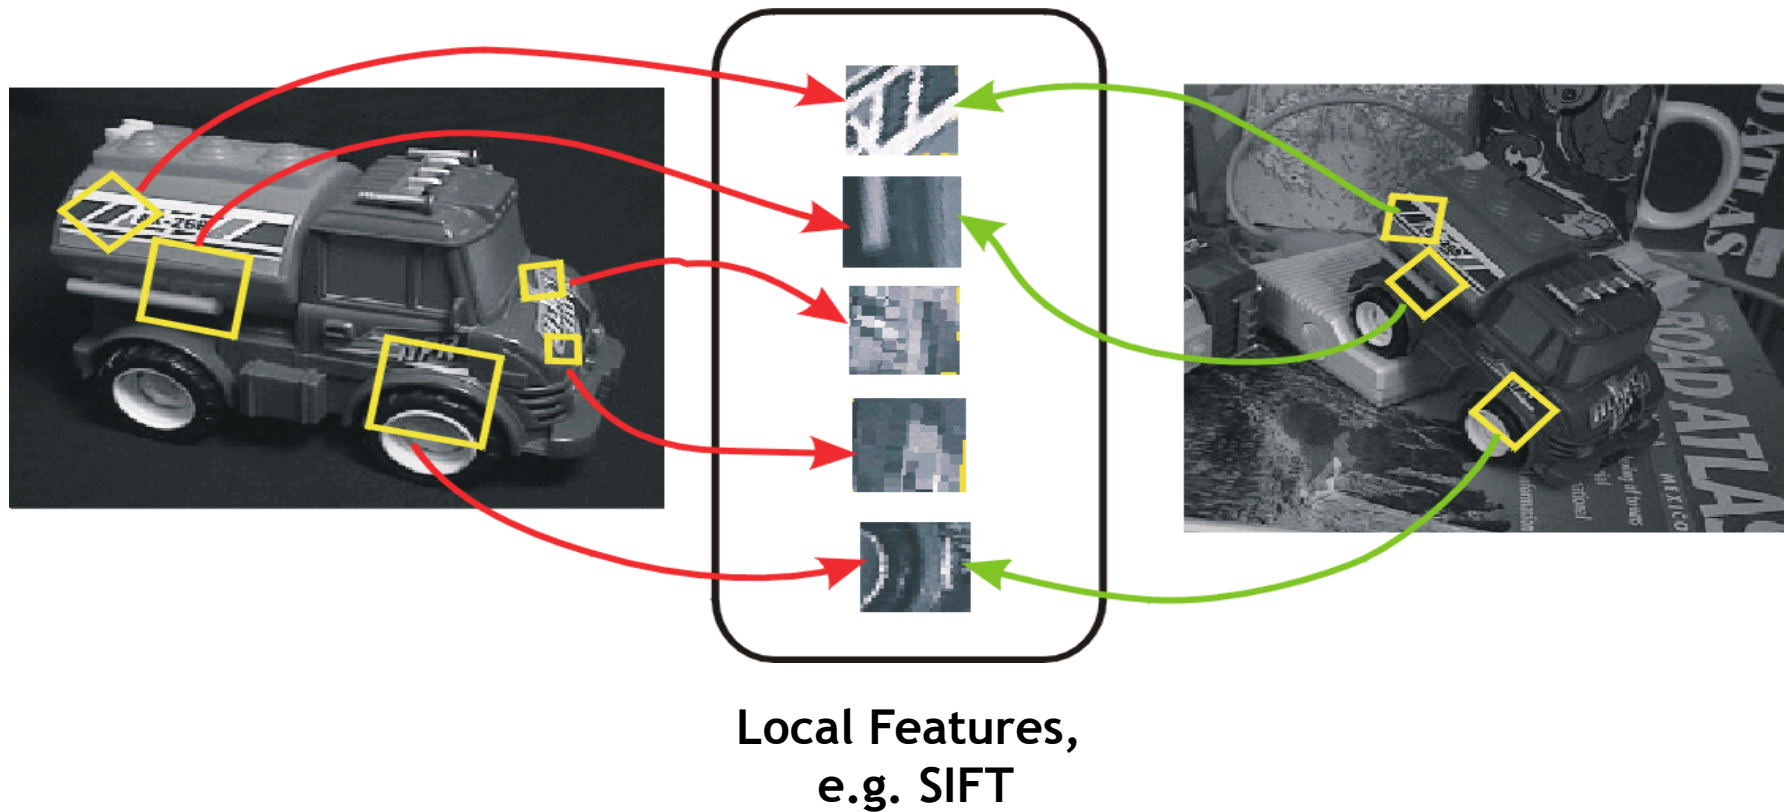 ROAD ATLAS
MEXICO
ATLAS
Local Features,
e.g. SIFT